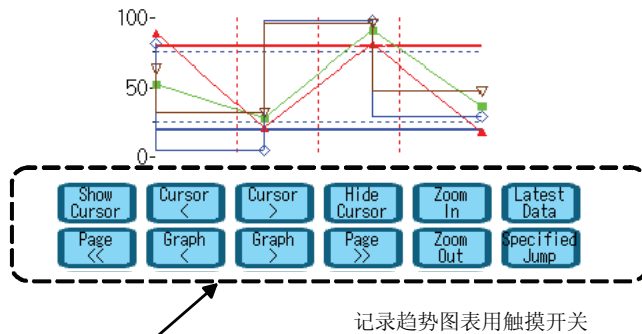 100-
50-
0-
Show Cursor
Cursor <
Cursor >
Hide Cursor
Zoom In
Latest Data
Page <<
Graph <
Graph >
Page >>
Zoom Out
Specified Jump
记录趋势图表用触摸开关